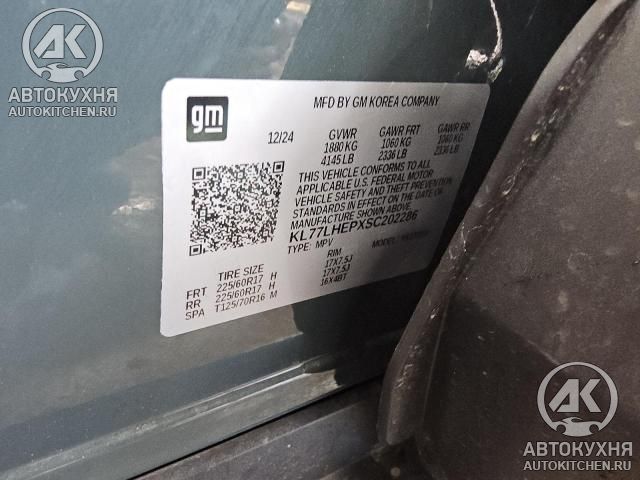 AK
АВТОКУХНЯ
AUTOKITCHEN.RU
gm
MFD BY GM KOREA COMPANY
12/24 GVWR GAWR FRT GAWR RR
1880 KG 1060 KG 1060 KG
4145 LB 2336 LB 2336 LB
THIS VEHICLE CONFORMS TO ALL
APPLICABLE U.S. FEDERAL MOTOR
VEHICLE SAFETY AND THEFT PREVENTION
STANDARDS IN EFFECT ON THE DATE OF
MANUFACTURE SHOWN ABOVE.
KL77LHEPXSC202286
TYPE: MPV MODEL:
TIRE SIZE RIM
FRT 225/60R17 H 17X7.5J
RR 225/60R17 H 17X7.5J
SPA T125/70R16 M 16X4BT
AK
АВТОКУХНЯ
AUTOKITCHEN.RU